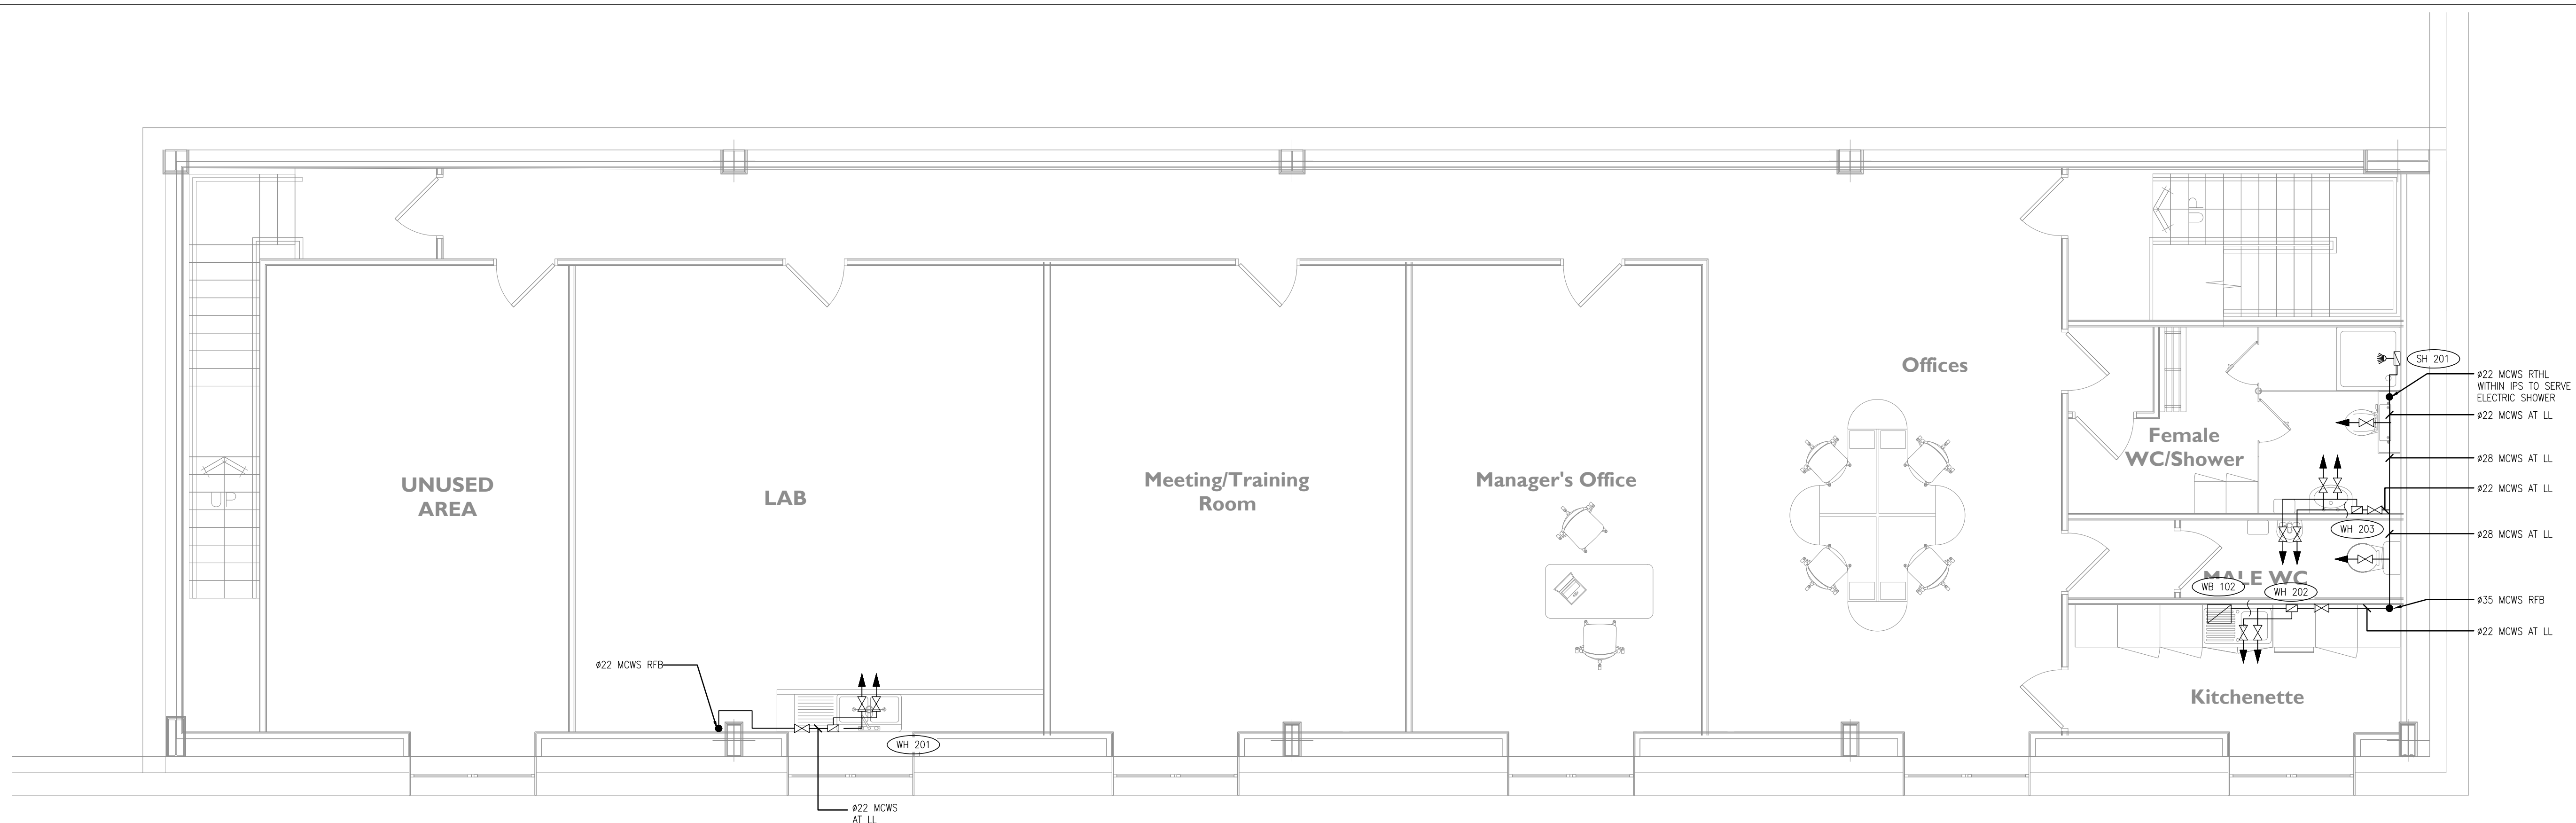 UP
SH 201
ø22 MCWS RTHL
WITHIN IPS TO SERVE
ELECTRIC SHOWER
Offices
ø22 MCWS AT LL
Female
WC/Shower
ø28 MCWS AT LL
UNUSED
AREA
LAB
Meeting/Training
Room
Manager's Office
ø22 MCWS AT LL
UP
WH 203
ø28 MCWS AT LL
MALE WC
WB 102
WH 202
ø35 MCWS RFB
ø22 MCWS AT LL
ø22 MCWS RFB
Kitchenette
WH 201
ø22 MCWS
AT LL